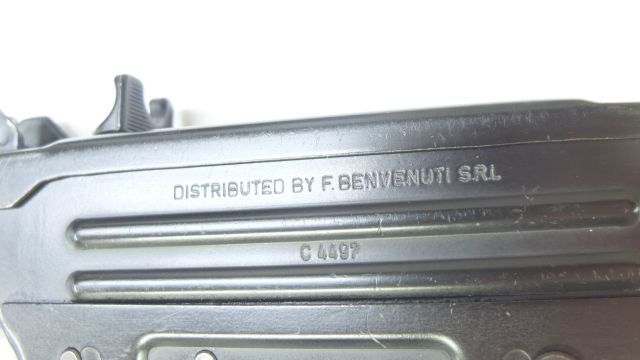 DISTRIBUTED BY F. BENVENUTI S.R.L
C 4497